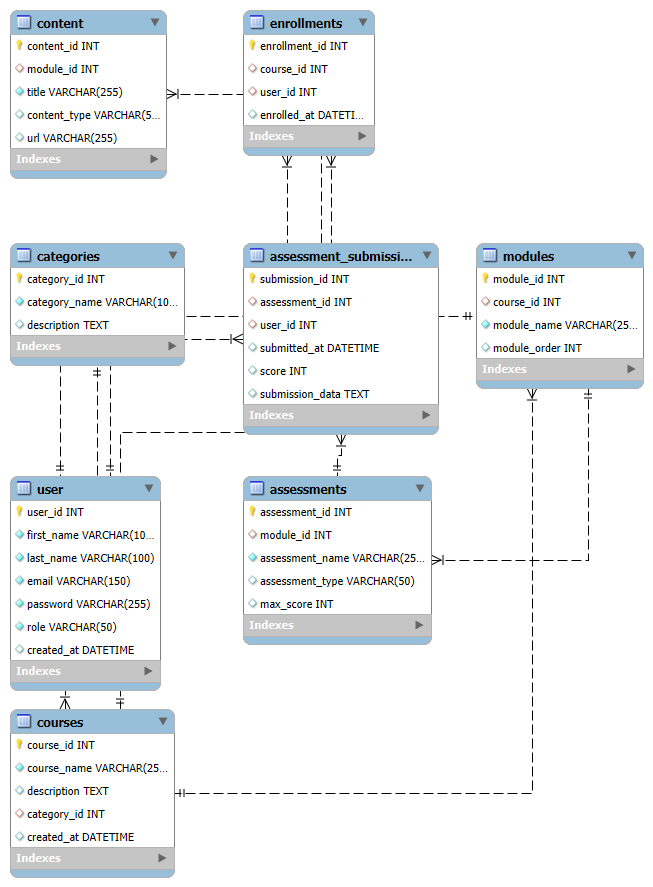 content
content_id INT
module_id INT
title VARCHAR(255)
content_type VARCHAR(5...
url VARCHAR(255)
Indexes
enrollments
enrollment_id INT
course_id INT
user_id INT
enrolled_at DATETI...
Indexes
categories
category_id INT
category_name VARCHAR(10...
description TEXT
Indexes
assessment_submissi...
submission_id INT
assessment_id INT
user_id INT
submitted_at DATETIME
score INT
submission_data TEXT
Indexes
modules
module_id INT
course_id INT
module_name VARCHAR(25...
module_order INT
Indexes
user
user_id INT
first_name VARCHAR(10...
last_name VARCHAR(100)
email VARCHAR(150)
password VARCHAR(255)
role VARCHAR(50)
created_at DATETIME
Indexes
assessments
assessment_id INT
module_id INT
assessment_name VARCHAR(25...
assessment_type VARCHAR(50)
max_score INT
Indexes
courses
course_id INT
course_name VARCHAR(25...
description TEXT
category_id INT
created_at DATETIME
Indexes